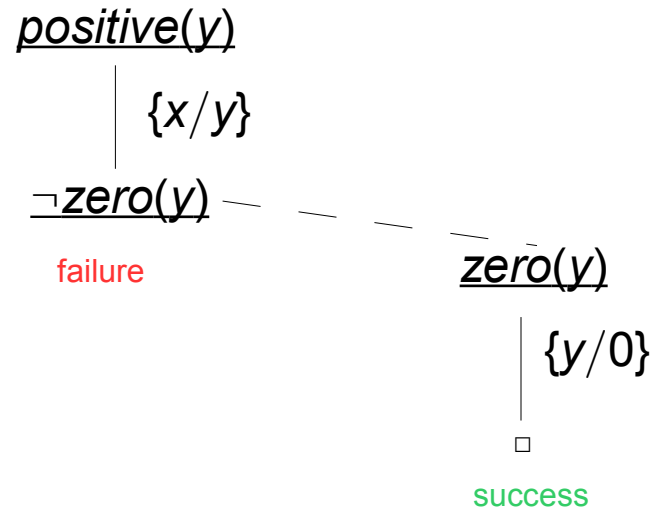 positive(y)
{x/y}
¬zero(y)
failure
zero(y)
{y/0}
□
success